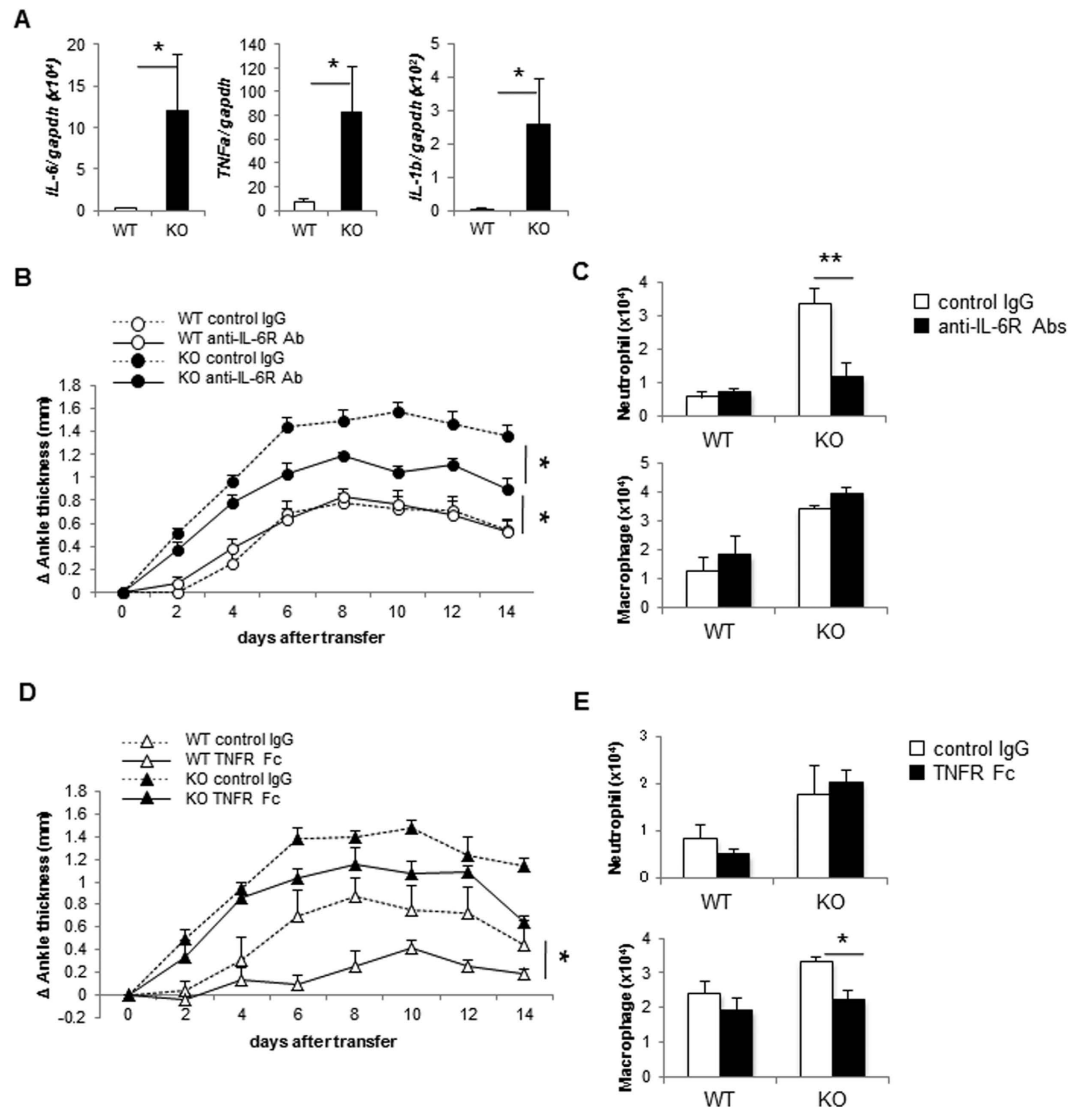 A
IL-6/gapdh (x10⁴)
20
15
10
5
0
*
WT KO
TNFa/gapdh
140
120
100
80
60
40
20
0
*
WT KO
IL-1b/gapdh (x10²)
5
4
3
2
1
0
*
WT KO
B
WT control IgG
WT anti-IL-6R Ab
KO control IgG
KO anti-IL-6R Ab
Δ Ankle thickness (mm)
1.8
1.6
1.4
1.2
1
0.8
0.6
0.4
0.2
0
*
*
0 2 4 6 8 10 12 14
days after transfer
C
control IgG
anti-IL-6R Abs
Neutrophil (x10⁴)
4
3
2
1
0
**
WT KO
Macrophage (x10⁴)
5
4
3
2
1
0
WT KO
D
WT control IgG
WT TNFR Fc
KO control IgG
KO TNFR Fc
Δ Ankle thickness (mm)
1.8
1.6
1.4
1.2
1
0.8
0.6
0.4
0.2
0
-0.2
*
0 2 4 6 8 10 12 14
days after transfer
E
control IgG
TNFR Fc
Neutrophil (x10⁴)
3
2
1
0
WT KO
Macrophage (x10⁴)
4
3
2
1
0
*
WT KO